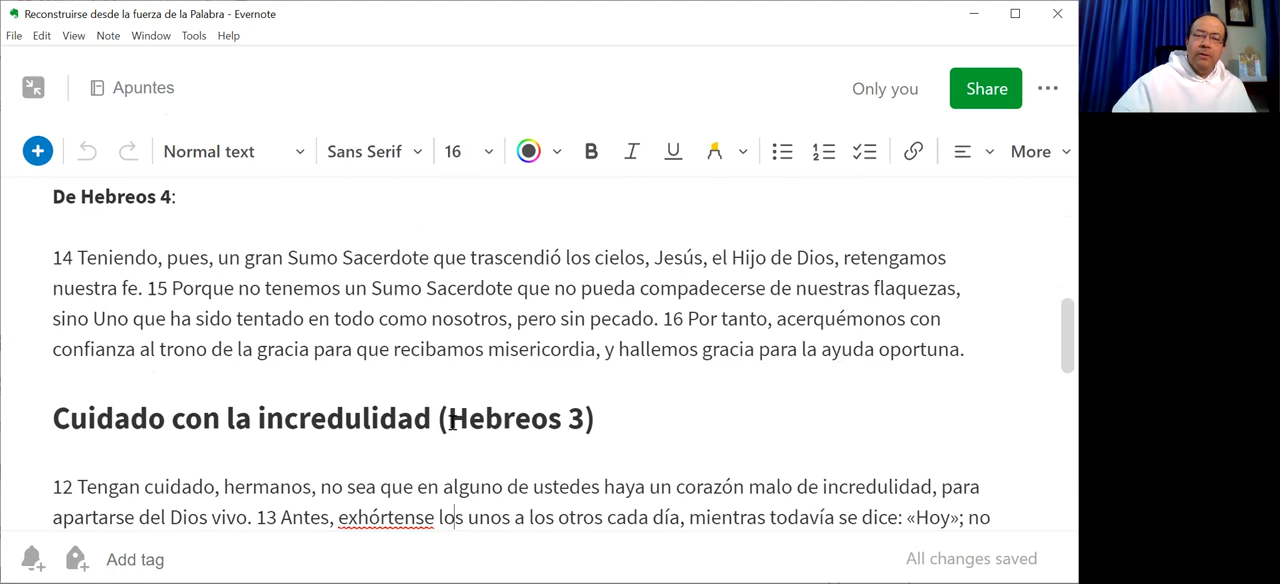 Reconstruirse desde la fuerza de la Palabra - Evernote
File Edit View Note Window Tools Help
Apuntes
Only you
Share
Normal text
Sans Serif
16
B I U
More
De Hebreos 4:
14 Teniendo, pues, un gran Sumo Sacerdote que trascendió los cielos, Jesús, el Hijo de Dios, retengamos
nuestra fe. 15 Porque no tenemos un Sumo Sacerdote que no pueda compadecerse de nuestras flaquezas,
sino Uno que ha sido tentado en todo como nosotros, pero sin pecado. 16 Por tanto, acerquémonos con
confianza al trono de la gracia para que recibamos misericordia, y hallemos gracia para la ayuda oportuna.
Cuidado con la incredulidad (Hebreos 3)
12 Tengan cuidado, hermanos, no sea que en alguno de ustedes haya un corazón malo de incredulidad, para
apartarse del Dios vivo. 13 Antes, exhórtense los unos a los otros cada día, mientras todavía se dice: «Hoy»; no
Add tag
All changes saved